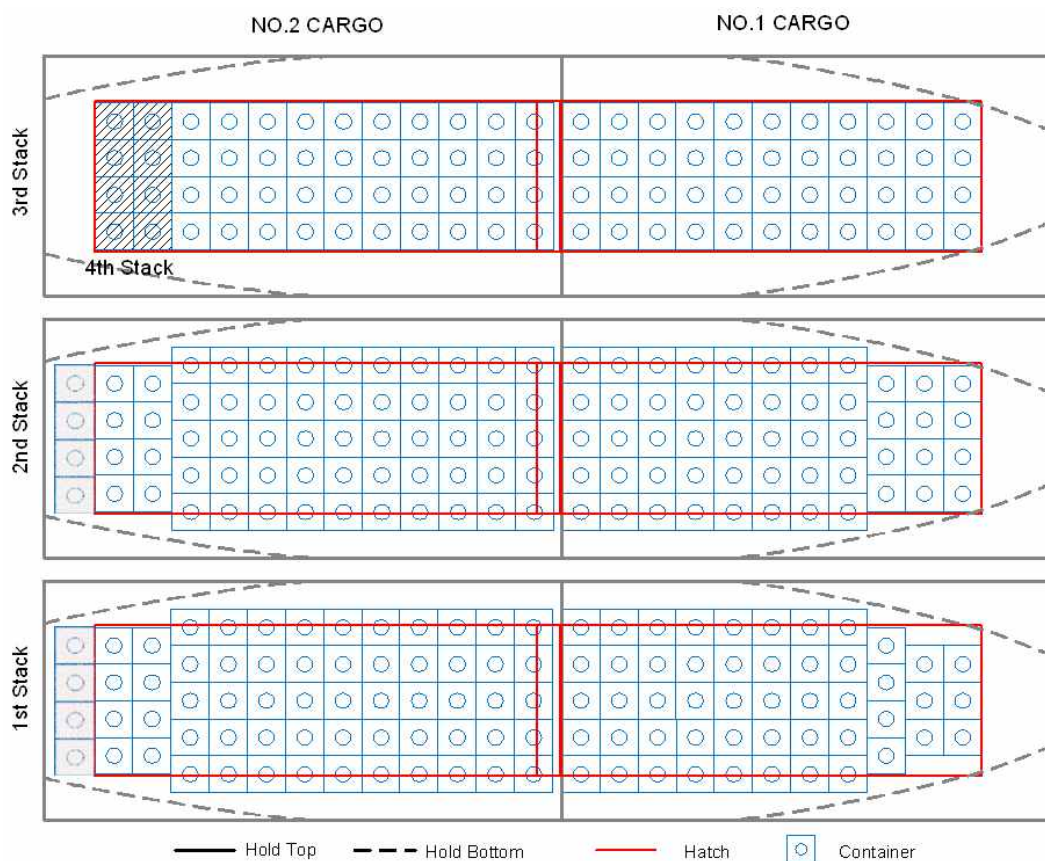 NO.2 CARGO
NO.1 CARGO
3rd Stack
4th Stack
2nd Stack
1st Stack
Hold Top
Hold Bottom
Hatch
Container